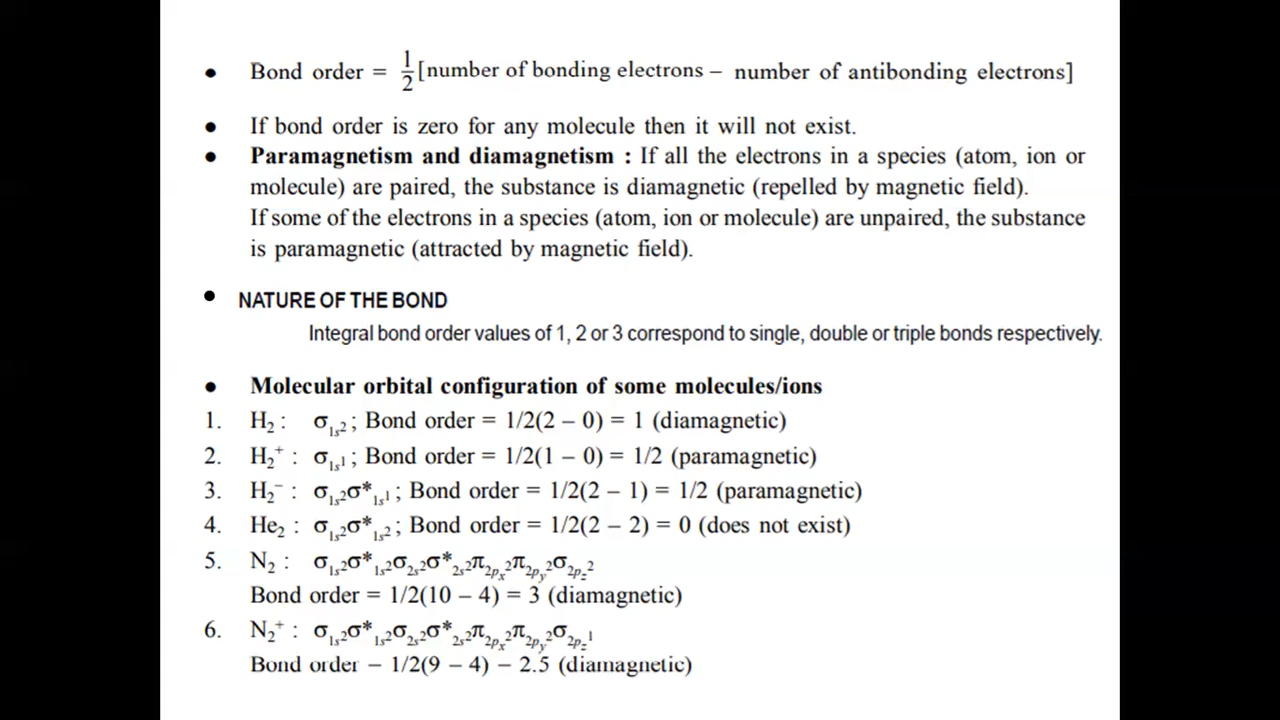 • Bond order = 1/2 [number of bonding electrons – number of antibonding electrons]
• If bond order is zero for any molecule then it will not exist.
• Paramagnetism and diamagnetism : If all the electrons in a species (atom, ion or
molecule) are paired, the substance is diamagnetic (repelled by magnetic field).
If some of the electrons in a species (atom, ion or molecule) are unpaired, the substance
is paramagnetic (attracted by magnetic field).
• NATURE OF THE BOND
Integral bond order values of 1, 2 or 3 correspond to single, double or triple bonds respectively.
• Molecular orbital configuration of some molecules/ions
1. H₂ : σ₁ₛ² ; Bond order = 1/2(2 – 0) = 1 (diamagnetic)
2. H₂⁺ : σ₁ₛ¹ ; Bond order = 1/2(1 – 0) = 1/2 (paramagnetic)
3. H₂⁻ : σ₁ₛ²σ*₁ₛ¹ ; Bond order = 1/2(2 – 1) = 1/2 (paramagnetic)
4. He₂ : σ₁ₛ²σ*₁ₛ² ; Bond order = 1/2(2 – 2) = 0 (does not exist)
5. N₂ : σ₁ₛ²σ*₁ₛ²σ₂ₛ²σ*₂ₛ²π₂pₓ²π₂p_y²σ₂p_z²
Bond order = 1/2(10 – 4) = 3 (diamagnetic)
6. N₂⁺ : σ₁ₛ²σ*₁ₛ²σ₂ₛ²σ*₂ₛ²π₂pₓ²π₂p_y²σ₂p_z¹
Bond order – 1/2(9 – 4) – 2.5 (diamagnetic)